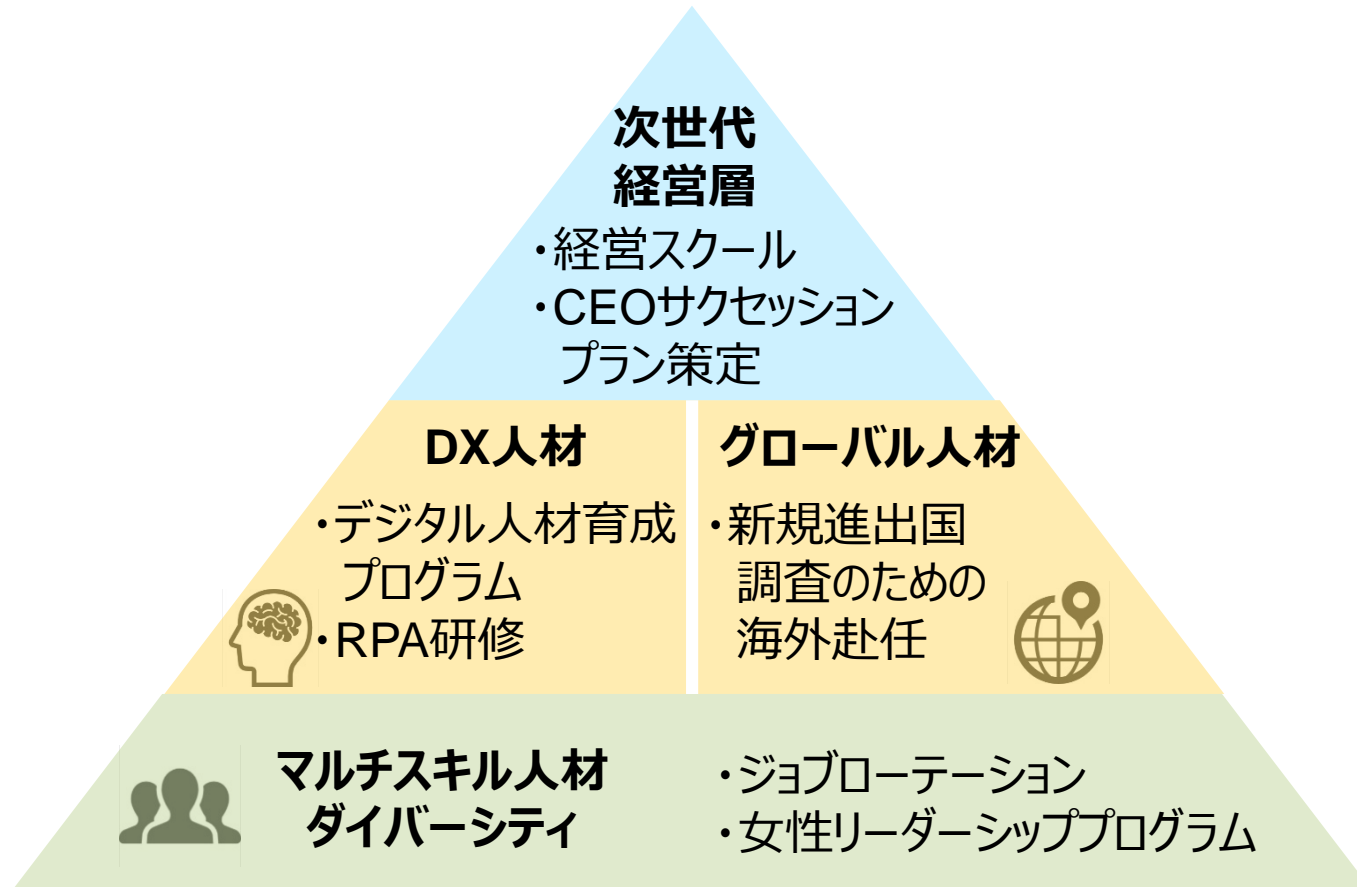 次世代
経営層
・経営スクール
・CEOサクセッション
プラン策定
DX人材
・デジタル人材育成
プログラム
・RPA研修
グローバル人材
・新規進出国
調査のための
海外赴任
マルチスキル人材
ダイバーシティ
・ジョブローテーション
・女性リーダーシッププログラム